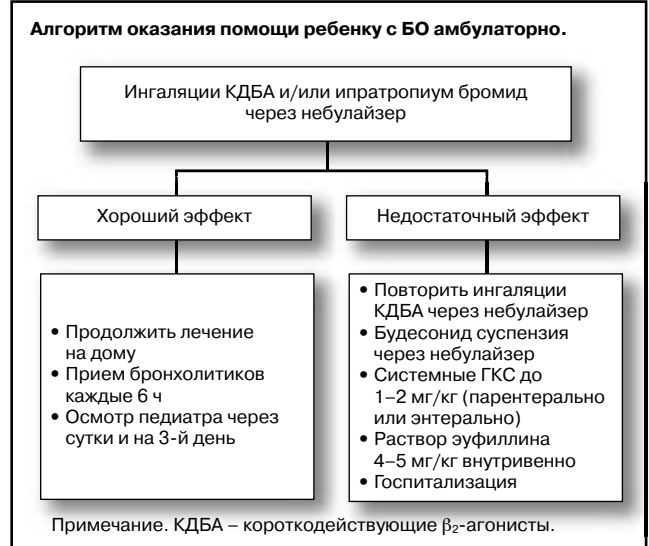 Алгоритм оказания помощи ребенку с БО амбулаторно.
Ингаляции КДБА и/или ипратропиум бромид
через небулайзер
Хороший эффект
Недостаточный эффект
• Продолжить лечение
на дому
• Прием бронхолитиков
каждые 6 ч
• Осмотр педиатра через
сутки и на 3-й день
• Повторить ингаляции
КДБА через небулайзер
• Будесонид суспензия
через небулайзер
• Системные ГКС до
1–2 мг/кг (парентерально
или энтерально)
• Раствор эуфиллина
4–5 мг/кг внутривенно
• Госпитализация
Примечание. КДБА – короткодействующие β₂-агонисты.